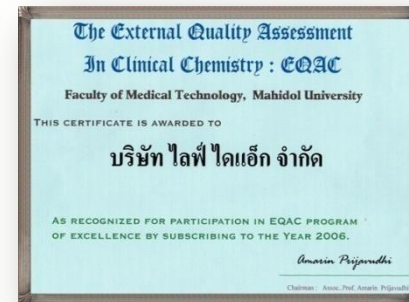 The External Quality Assessment
In Clinical Chemistry : EQAC
Faculty of Medical Technology, Mahidol University
THIS CERTIFICATE IS AWARDED TO
บริษัท ไลฟ์ ไดแอ็ก จำกัด
AS RECOGNIZED FOR PARTICIPATION IN EQAC PROGRAM
OF EXCELLENCE BY SUBSCRIBING TO THE YEAR 2006.
Amarin Prijavudhi
Chairman : Assoc. Prof. Amarin Prijavudhi